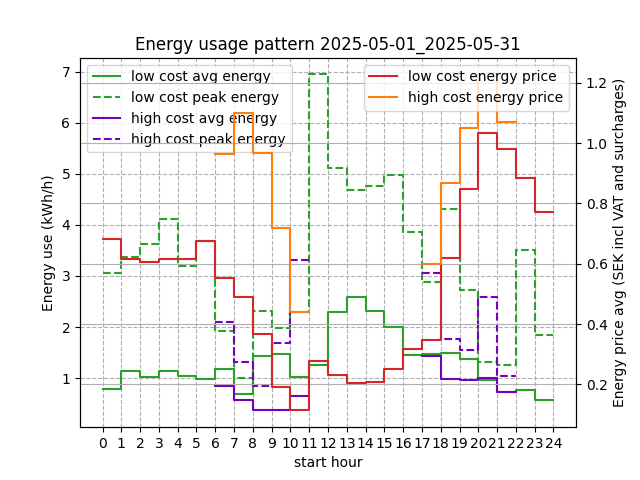 Energy usage pattern 2025-05-01_2025-05-31
low cost avg energy
low cost peak energy
high cost avg energy
high cost peak energy
low cost energy price
high cost energy price
Energy use (kWh/h)
7
6
5
4
3
2
1
Energy price avg (SEK incl VAT and surcharges)
1.2
1.0
0.8
0.6
0.4
0.2
0 1 2 3 4 5 6 7 8 9 10 11 12 13 14 15 16 17 18 19 20 21 22 23 24
start hour